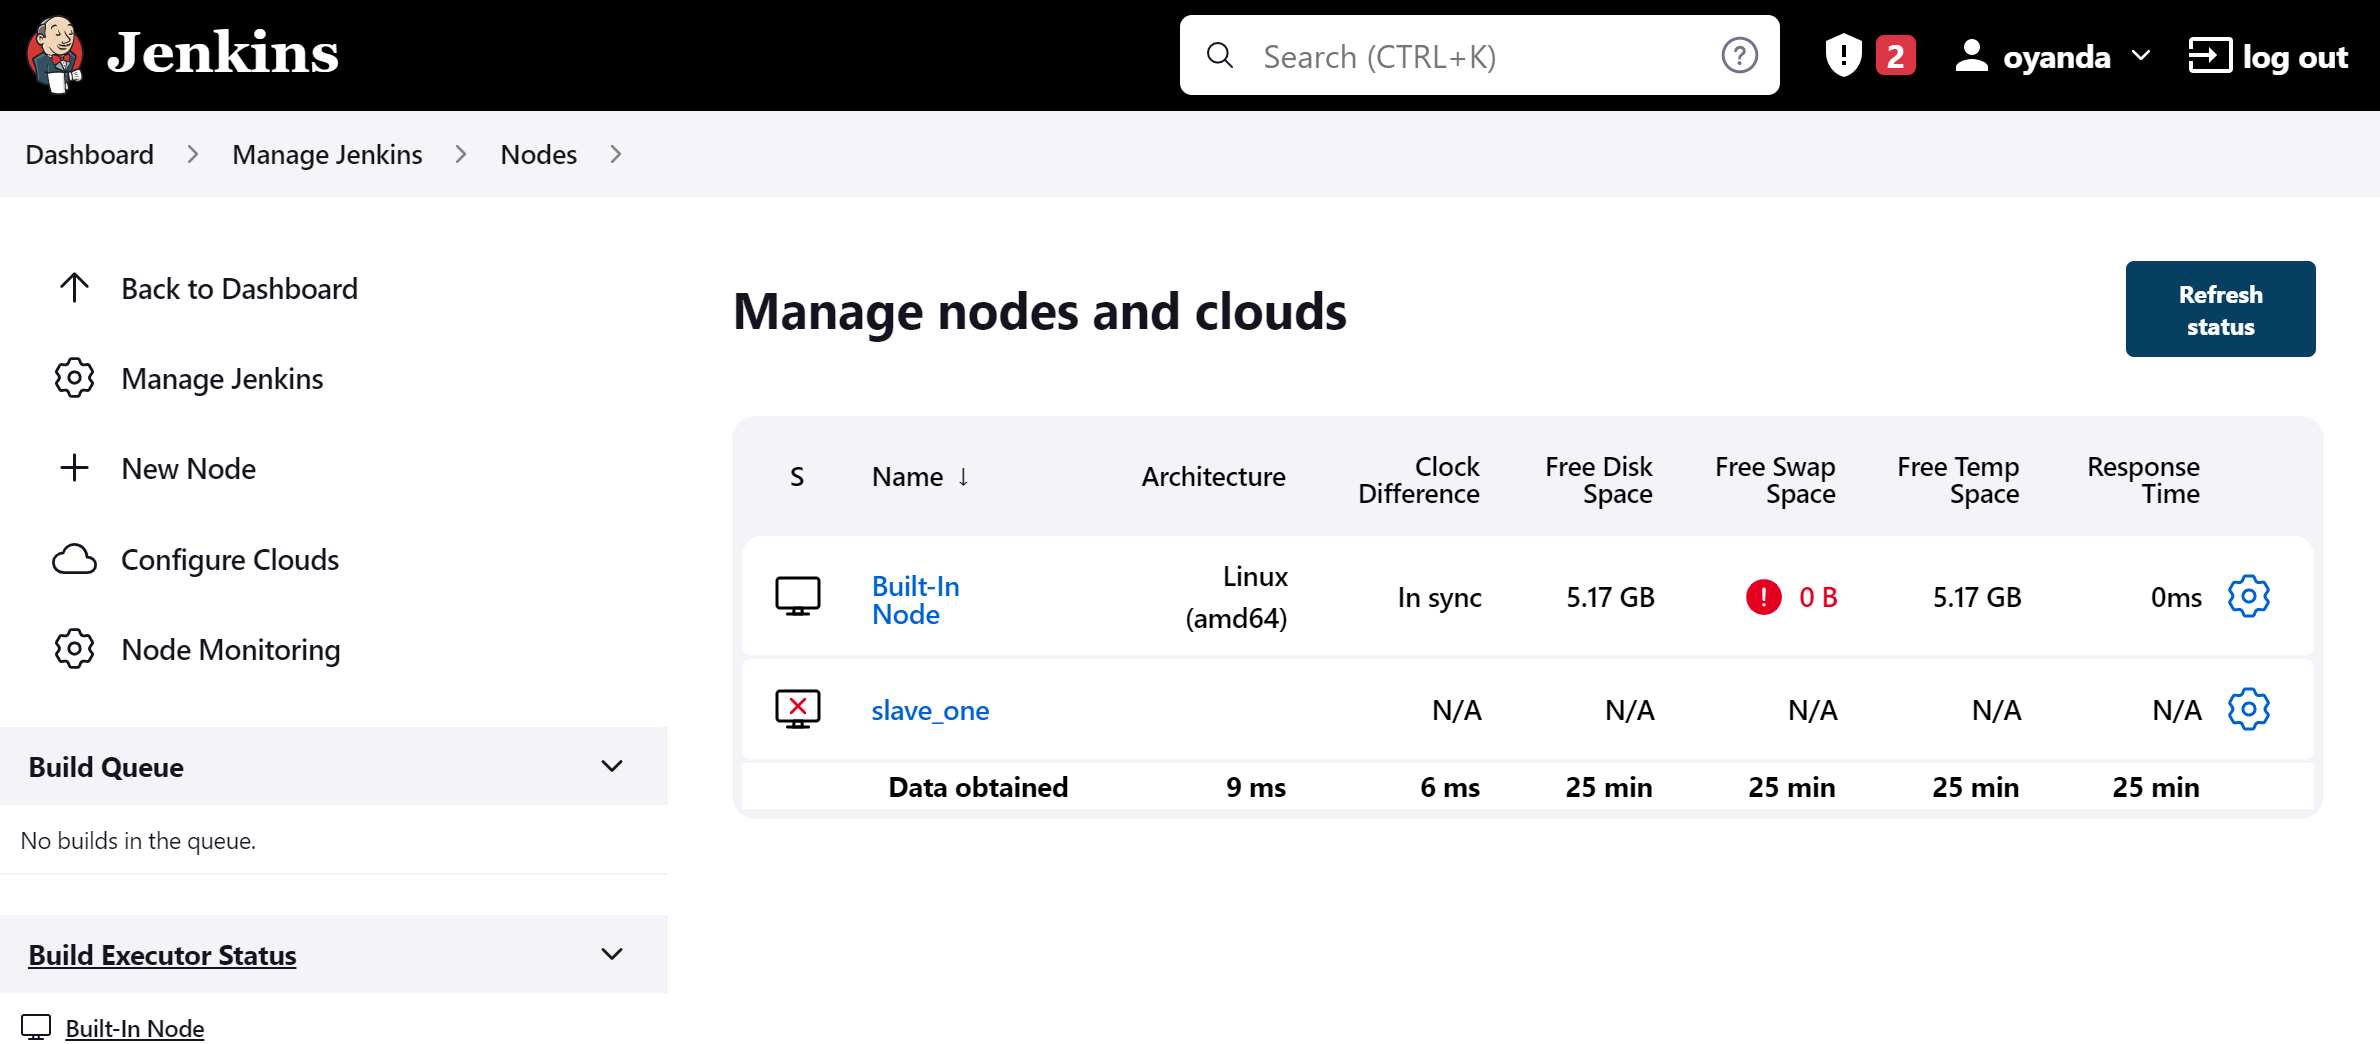 Jenkins
Search (CTRL+K)
2
oyanda
log out
Dashboard
Manage Jenkins
Nodes
Back to Dashboard
Manage Jenkins
New Node
Configure Clouds
Node Monitoring
Build Queue
No builds in the queue.
Build Executor Status
Built-In Node
Manage nodes and clouds
Refresh
status
S Name ↓ Architecture Clock Difference Free Disk Space Free Swap Space Free Temp Space Response Time
Built-In Node Linux (amd64) In sync 5.17 GB 0 B 5.17 GB 0ms
slave_one N/A N/A N/A N/A N/A
Data obtained 9 ms 6 ms 25 min 25 min 25 min 25 min